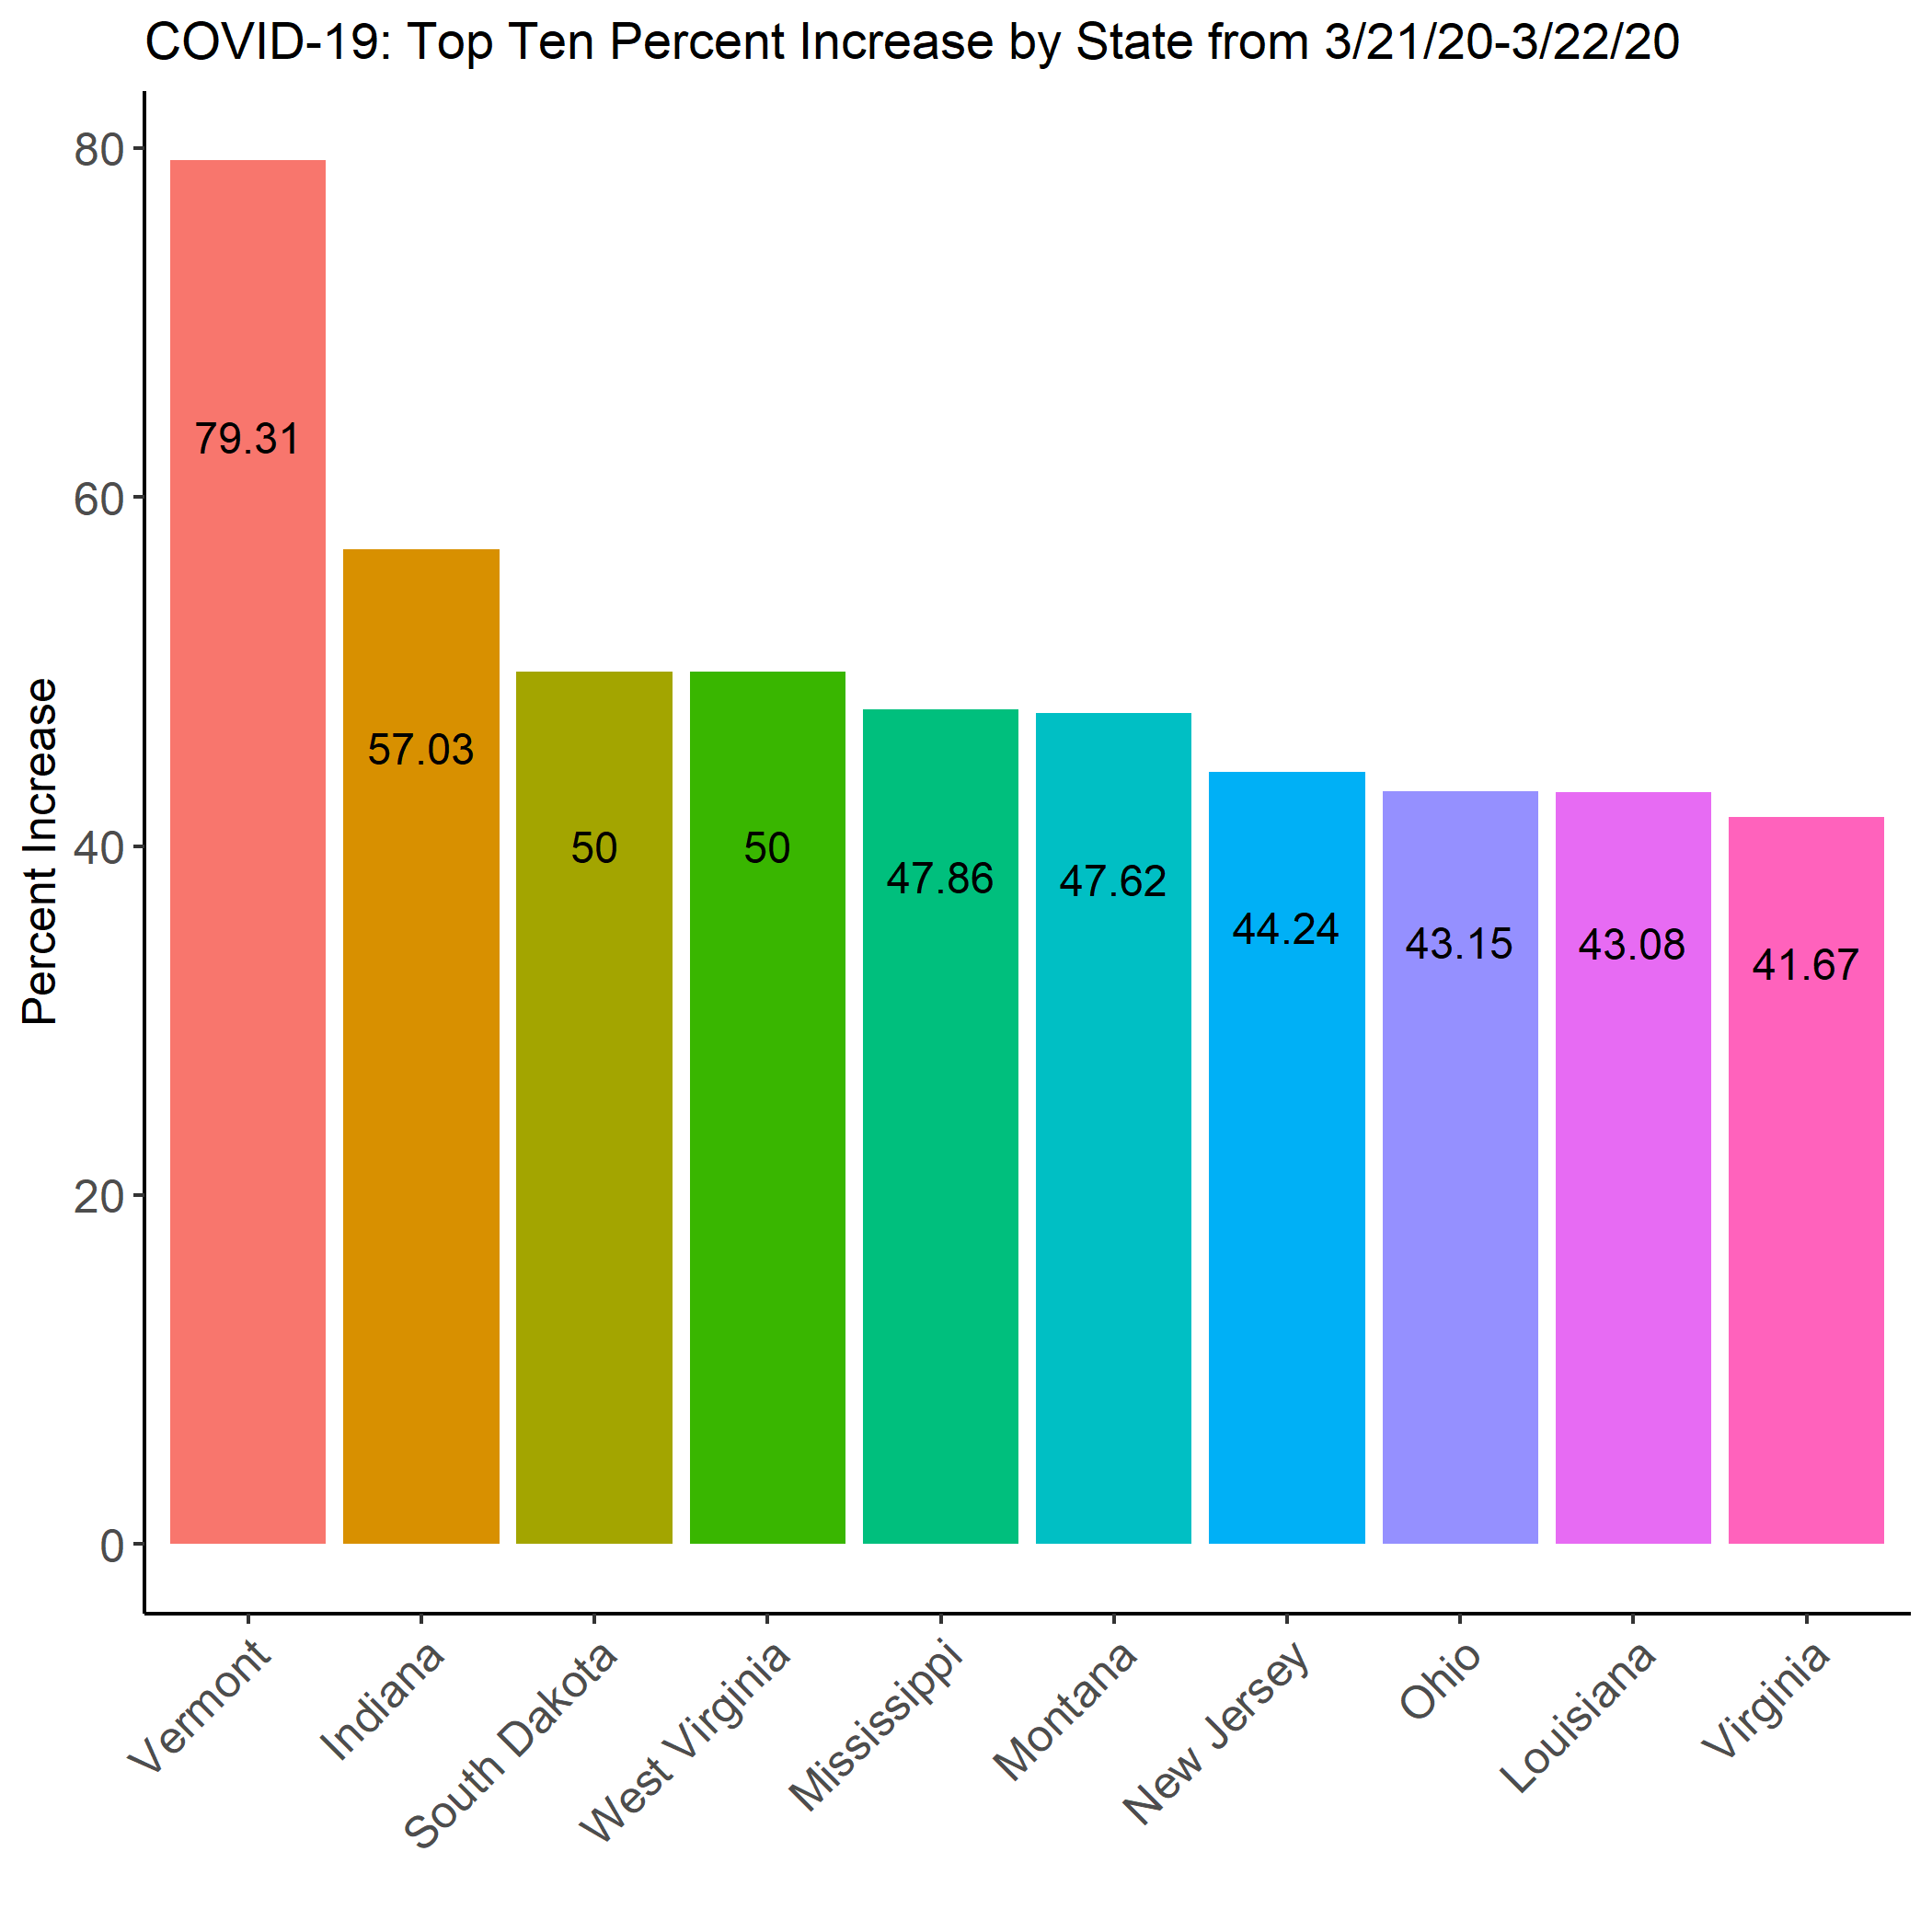 COVID-19: Top Ten Percent Increase by State from 3/21/20-3/22/20
Percent Increase
80
60
40
20
0
79.31
57.03
50
50
47.86
47.62
44.24
43.15
43.08
41.67
Vermont
Indiana
South Dakota
West Virginia
Mississippi
Montana
New Jersey
Ohio
Louisiana
Virginia